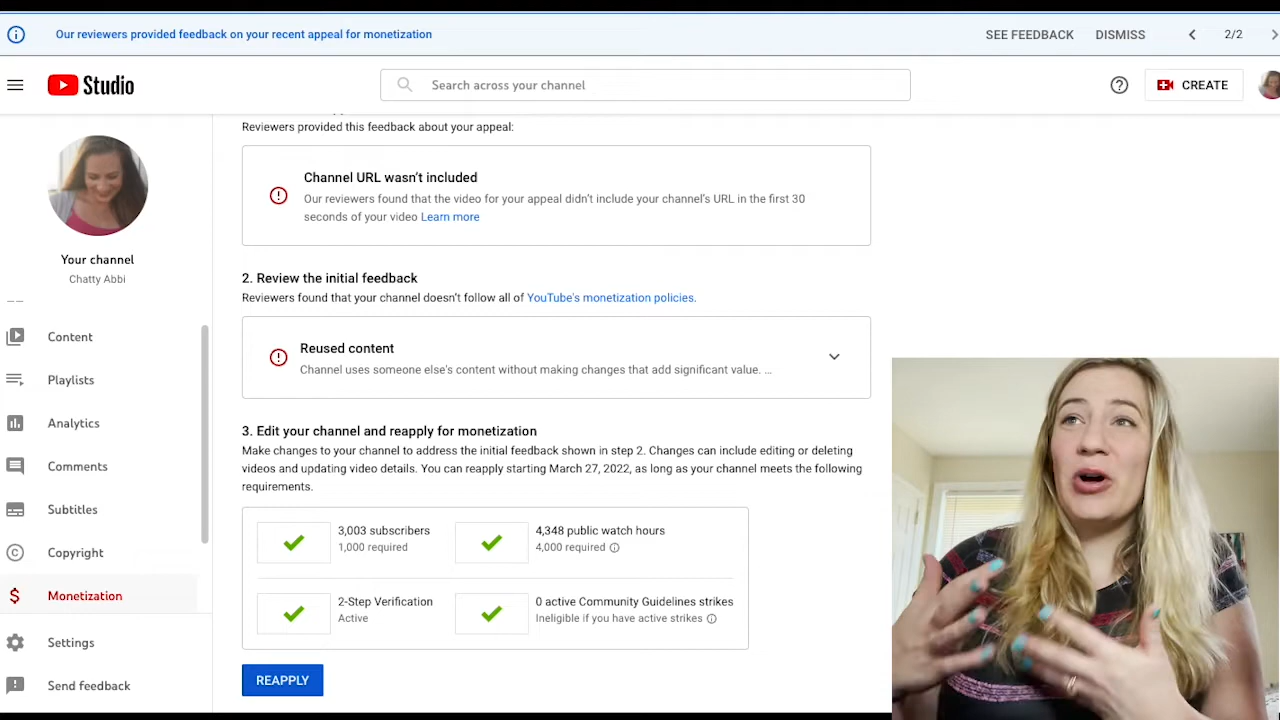 Our reviewers provided feedback on your recent appeal for monetization
SEE FEEDBACK
DISMISS
2/2
Studio
Search across your channel
CREATE
Your channel
Chatty Abbi
Content
Playlists
Analytics
Comments
Subtitles
Copyright
Monetization
Settings
Send feedback
Reviewers provided this feedback about your appeal:
Channel URL wasn't included
Our reviewers found that the video for your appeal didn't include your channel's URL in the first 30
seconds of your video Learn more
2. Review the initial feedback
Reviewers found that your channel doesn't follow all of YouTube's monetization policies.
Reused content
Channel uses someone else's content without making changes that add significant value. ...
3. Edit your channel and reapply for monetization
Make changes to your channel to address the initial feedback shown in step 2. Changes can include editing or deleting
videos and updating video details. You can reapply starting March 27, 2022, as long as your channel meets the following
requirements.
3,003 subscribers
1,000 required
4,348 public watch hours
4,000 required
2-Step Verification
Active
0 active Community Guidelines strikes
Ineligible if you have active strikes
REAPPLY